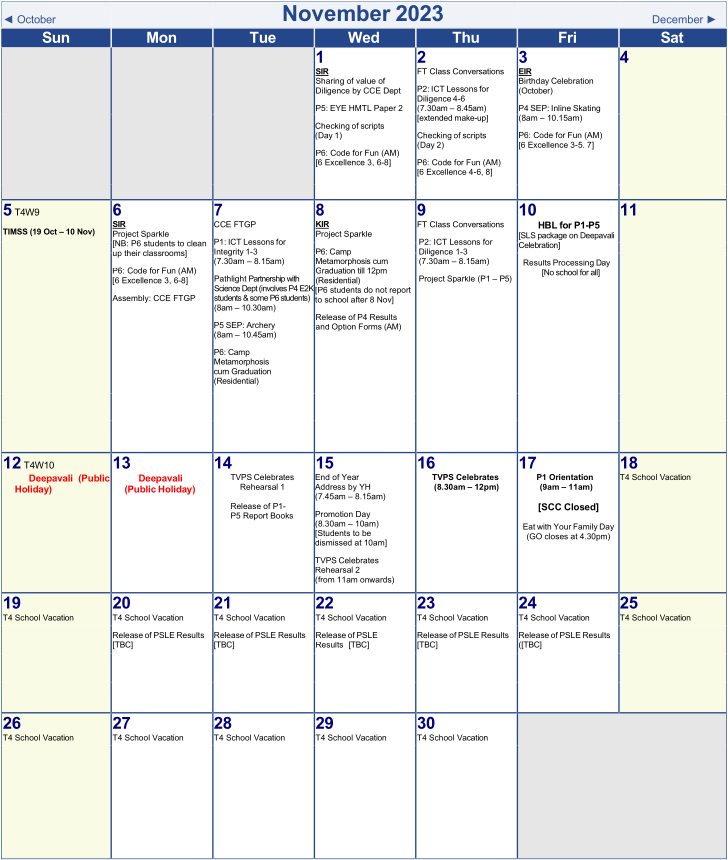 ◄ October
November 2023
December ►
Sun Mon Tue Wed Thu Fri Sat
1
SIR
Sharing of value of
Diligence by CCE Dept
P5: EYE HMTL Paper 2
Checking of scripts
(Day 1)
P6: Code for Fun (AM)
[6 Excellence 3, 6-8]
2
FT Class Conversations
P2: ICT Lessons for
Diligence 4-6
(7.30am – 8.45am)
[extended make-up]
Checking of scripts
(Day 2)
P6: Code for Fun (AM)
[6 Excellence 4-6, 8]
3
EIR
Birthday Celebration
(October)
P4 SEP: Inline Skating
(8am – 10.15am)
P6: Code for Fun (AM)
[6 Excellence 3-5. 7]
4
5 T4W9
TIMSS (19 Oct – 10 Nov)
6
SIR
Project Sparkle
[NB: P6 students to clean
up their classrooms]
P6: Code for Fun (AM)
[6 Excellence 3, 6-8]
Assembly: CCE FTGP
7
CCE FTGP
P1: ICT Lessons for
Integrity 1-3
(7.30am – 8.15am)
Pathlight Partnership with
Science Dept (involves P4 E2K
students & some P6 students)
(8am – 10.30am)
P5 SEP: Archery
(8am – 10.45am)
P6: Camp
Metamorphosis
cum Graduation
(Residential)
8
KIR
Project Sparkle
P6: Camp
Metamorphosis cum
Graduation till 12pm
(Residential)
[P6 students do not report
to school after 8 Nov]
Release of P4 Results
and Option Forms (AM)
9
FT Class Conversations
P2: ICT Lessons for
Diligence 1-3
(7.30am – 8.15am)
Project Sparkle (P1 – P5)
10
HBL for P1-P5
[SLS package on Deepavali
Celebration]
Results Processing Day
[No school for all]
11
12 T4W10
Deepavali (Public
Holiday)
13
Deepavali
(Public Holiday)
14
TVPS Celebrates
Rehearsal 1
Release of P1-
P5 Report Books
15
End of Year
Address by YH
(7.45am – 8.15am)
Promotion Day
(8.30am – 10am)
[Students to be
dismissed at 10am]
TVPS Celebrates
Rehearsal 2
(from 11am onwards)
16
TVPS Celebrates
(8.30am – 12pm)
17
P1 Orientation
(9am – 11am)
[SCC Closed]
Eat with Your Family Day
(GO closes at 4.30pm)
18
T4 School Vacation
19
T4 School Vacation
20
T4 School Vacation
Release of PSLE Results
[TBC]
21
T4 School Vacation
Release of PSLE Results
[TBC]
22
T4 School Vacation
Release of PSLE
Results [TBC]
23
T4 School Vacation
Release of PSLE Results
[TBC]
24
T4 School Vacation
Release of PSLE Results
([TBC]
25
T4 School Vacation
26
T4 School Vacation
27
T4 School Vacation
28
T4 School Vacation
29
T4 School Vacation
30
T4 School Vacation